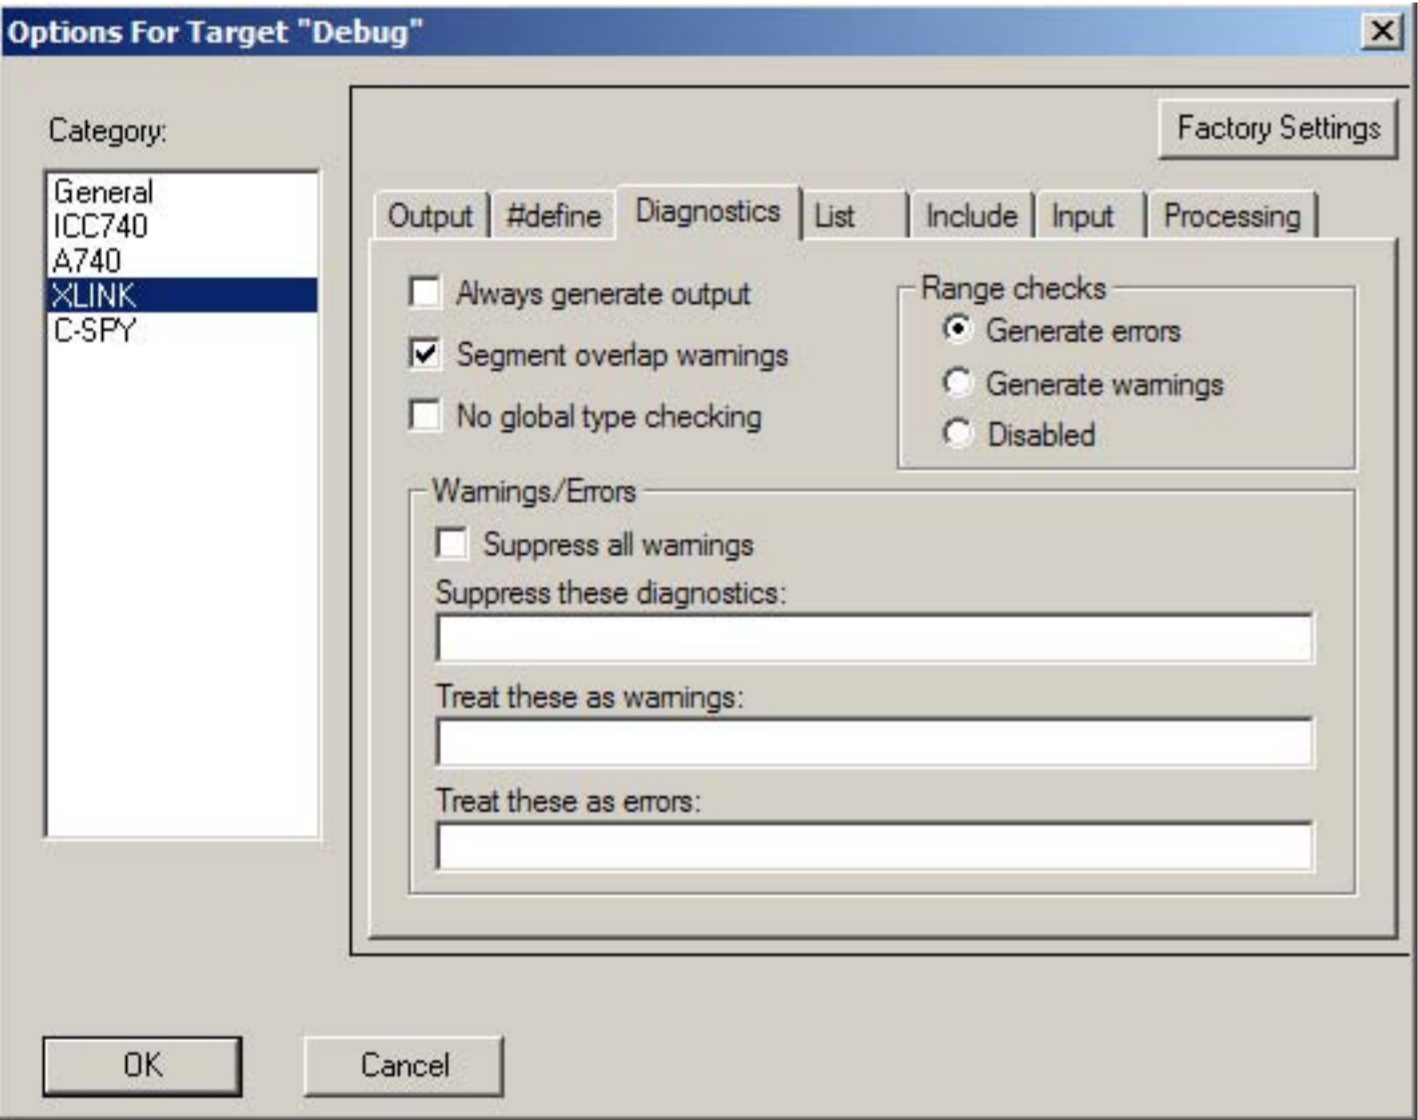 Options For Target "Debug"
Category:
General
ICC740
A740
XLINK
C-SPY
Factory Settings
Output #define Diagnostics List Include Input Processing
Always generate output
Segment overlap warnings
No global type checking
Range checks
Generate errors
Generate warnings
Disabled
Warnings/Errors
Suppress all warnings
Suppress these diagnostics:
Treat these as warnings:
Treat these as errors:
OK Cancel